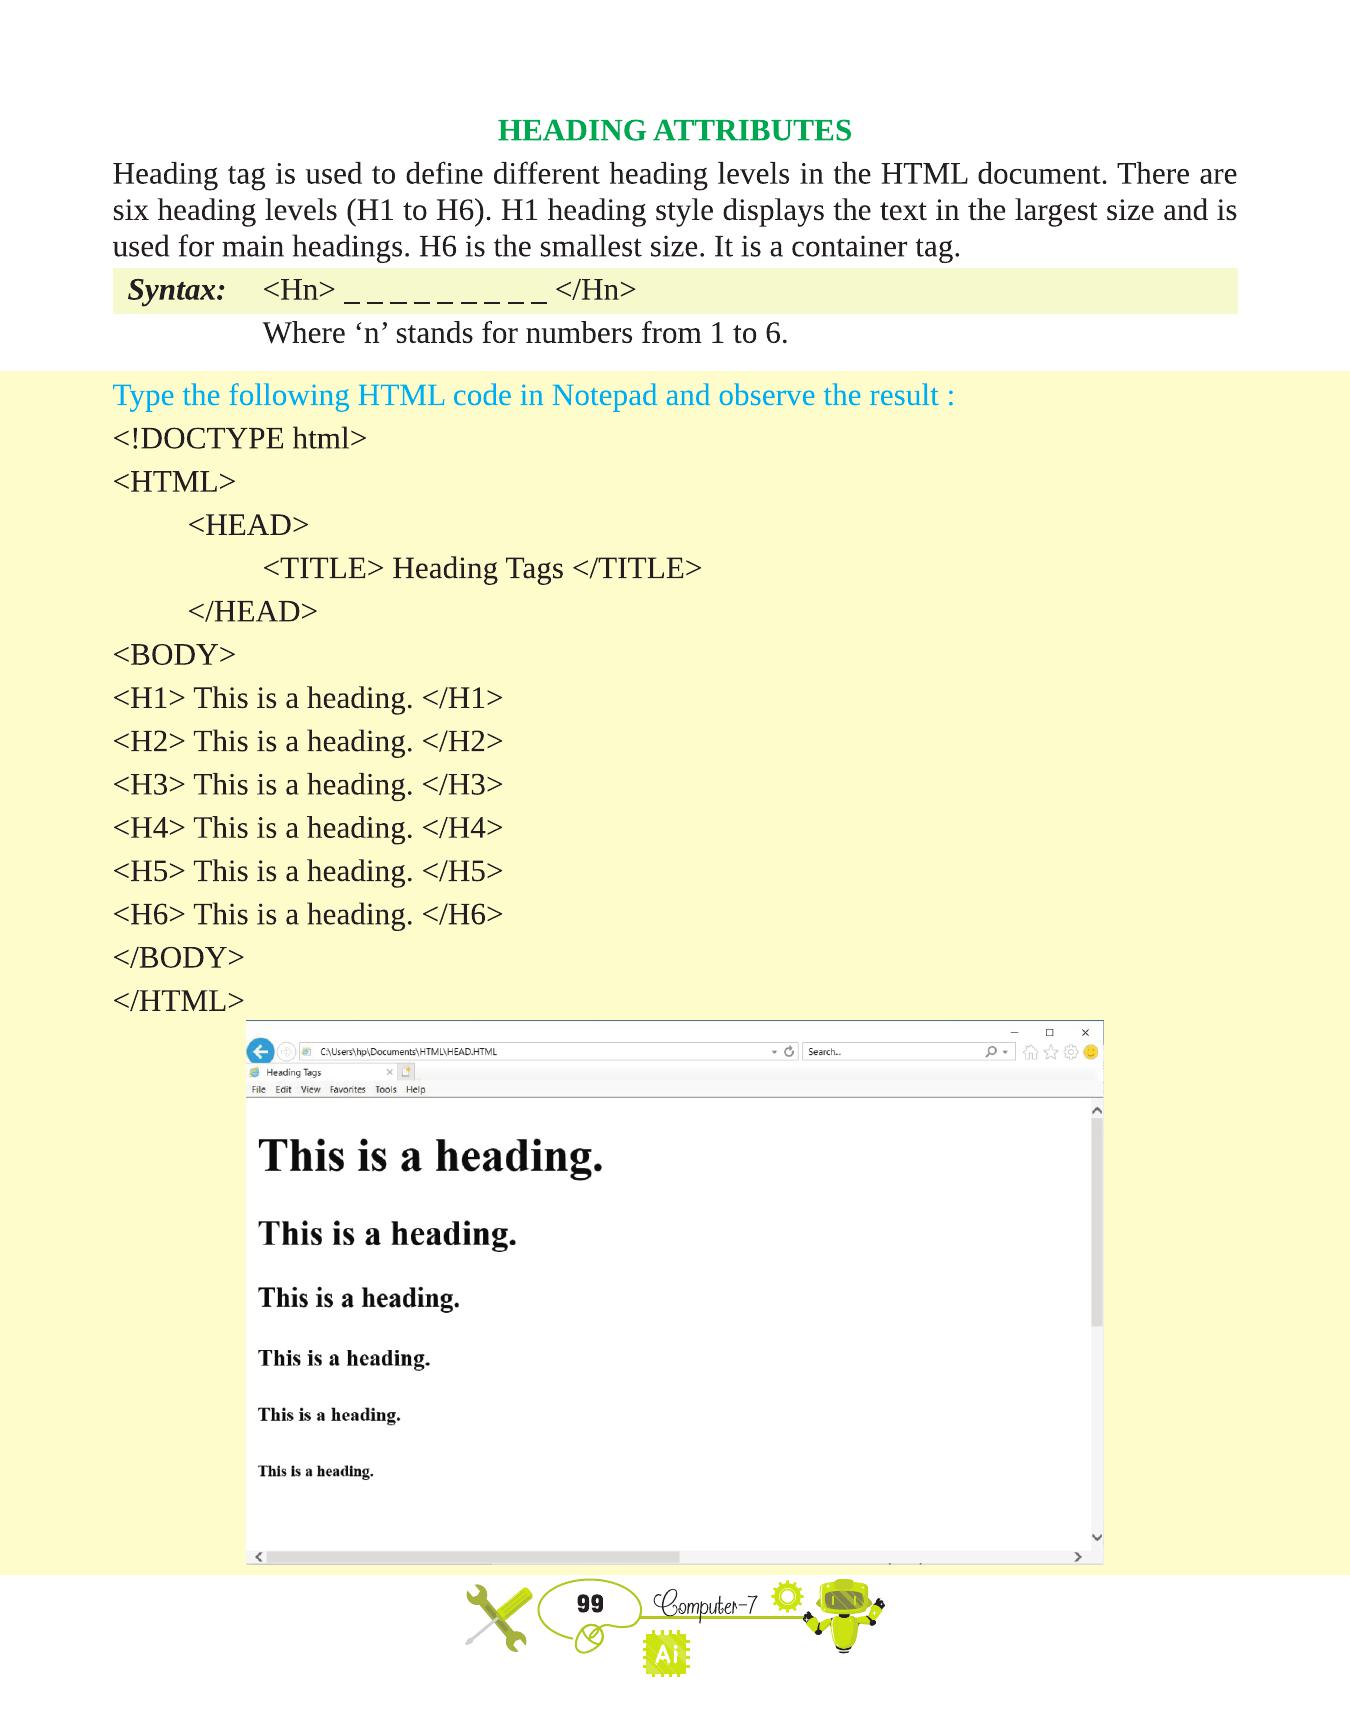 HEADING ATTRIBUTES
Heading tag is used to define different heading levels in the HTML document. There are
six heading levels (H1 to H6). H1 heading style displays the text in the largest size and is
used for main headings. H6 is the smallest size. It is a container tag.
Syntax: <Hn> _ _ _ _ _ _ _ _ _ </Hn>
Where ‘n’ stands for numbers from 1 to 6.
Type the following HTML code in Notepad and observe the result :
<!DOCTYPE html>
<HTML>
<HEAD>
<TITLE> Heading Tags </TITLE>
</HEAD>
<BODY>
<H1> This is a heading. </H1>
<H2> This is a heading. </H2>
<H3> This is a heading. </H3>
<H4> This is a heading. </H4>
<H5> This is a heading. </H5>
<H6> This is a heading. </H6>
</BODY>
</HTML>
C:\Users\hp\Documents\HTML\HEAD.HTML Search...
Heading Tags
File Edit View Favorites Tools Help
This is a heading.
This is a heading.
This is a heading.
This is a heading.
This is a heading.
This is a heading.
99 Computer-7
Ai